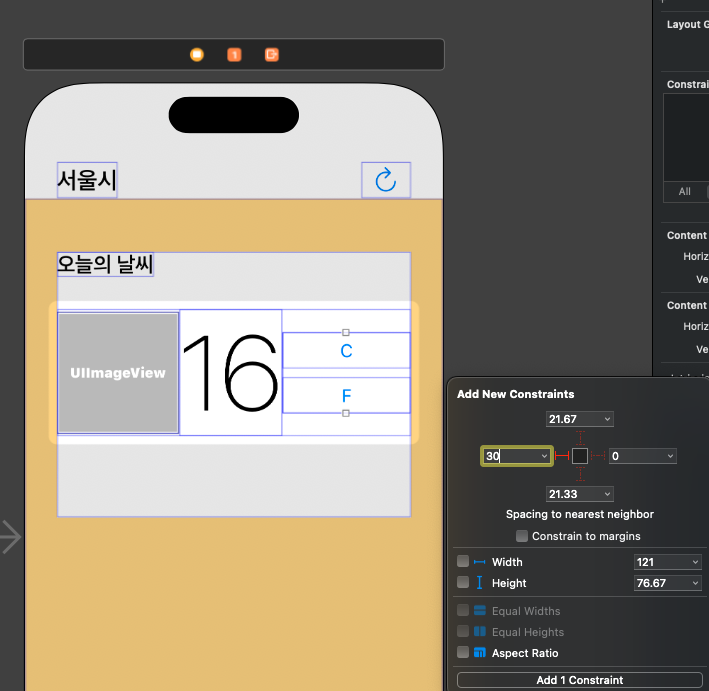 Layout G
Constrai
서울시
All
오늘의 날씨
Content
Horiz
Ve
Content
Horiz
Ve
UIImageView
16
C
F
Add New Constraints
21.67
30
0
21.33
Spacing to nearest neighbor
Constrain to margins
Width
121
Height
76.67
Equal Widths
Equal Heights
Aspect Ratio
Add 1 Constraint